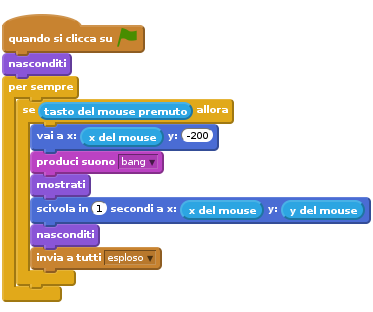 quando si clicca su
nasconditi
per sempre
se tasto del mouse premuto allora
vai a x: x del mouse y: -200
produci suono bang
mostrati
scivola in 1 secondi a x: x del mouse y: y del mouse
nasconditi
invia a tutti esploso